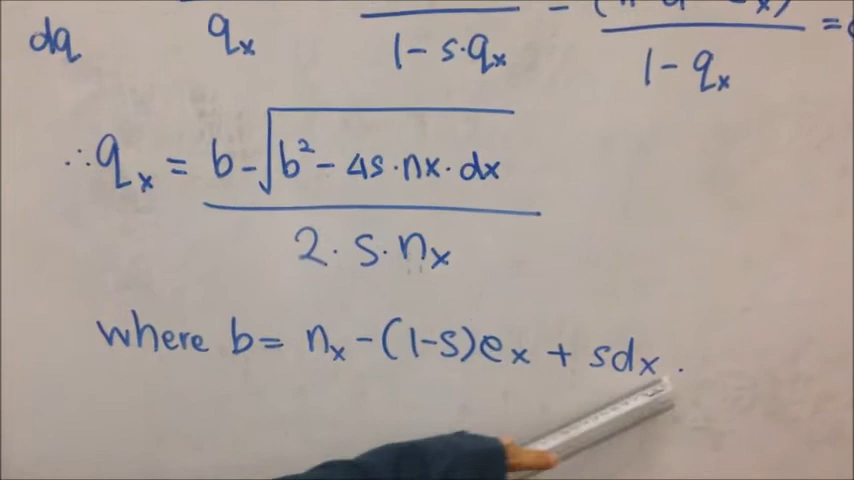 dq qx 1-s·qx 1-qx =
∴ qx = b-√b²-4s·nx·dx
2·s·nx
where b= nx-(1-s)ex + sdx.